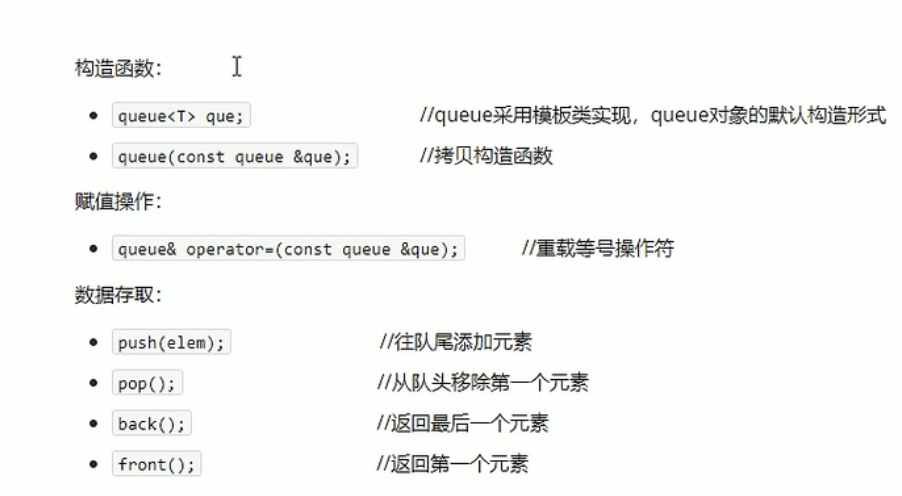 构造函数：
queue<T> que; //queue采用模板类实现，queue对象的默认构造形式
queue(const queue &que); //拷贝构造函数
赋值操作：
queue& operator=(const queue &que); //重载等号操作符
数据存取：
push(elem); //往队尾添加元素
pop(); //从队头移除第一个元素
back(); //返回最后一个元素
front(); //返回第一个元素